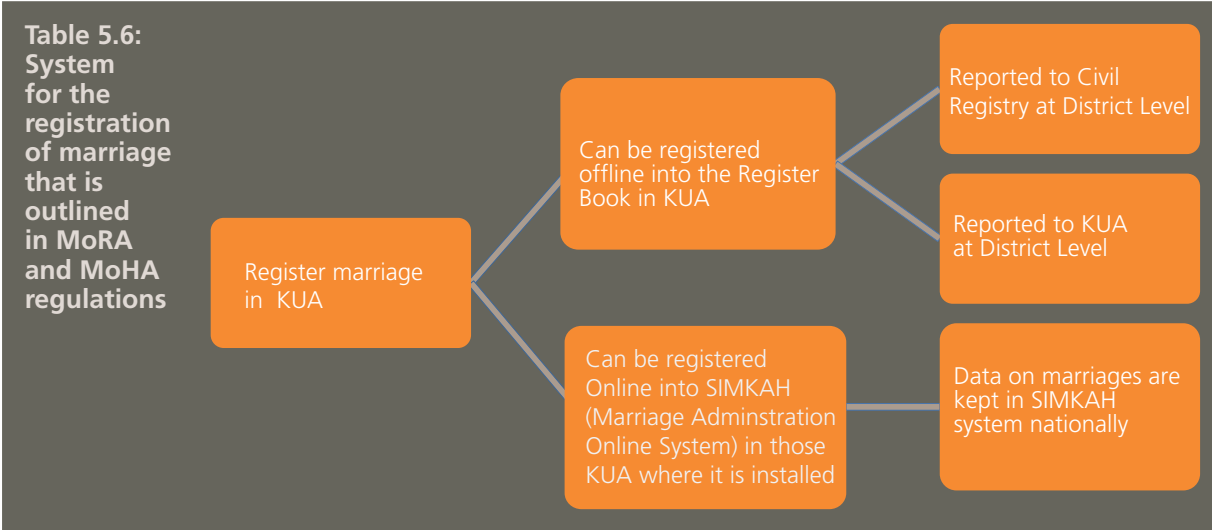 Table 5.6:
System
for the
registration
of marriage
that is
outlined
in MoRA
and MoHA
regulations
Register marriage
in KUA
Can be registered
offline into the Register
Book in KUA
Reported to Civil
Registry at District Level
Reported to KUA
at District Level
Can be registered
Online into SIMKAH
(Marriage Adminstration
Online System) in those
KUA where it is installed
Data on marriages are
kept in SIMKAH
system nationally